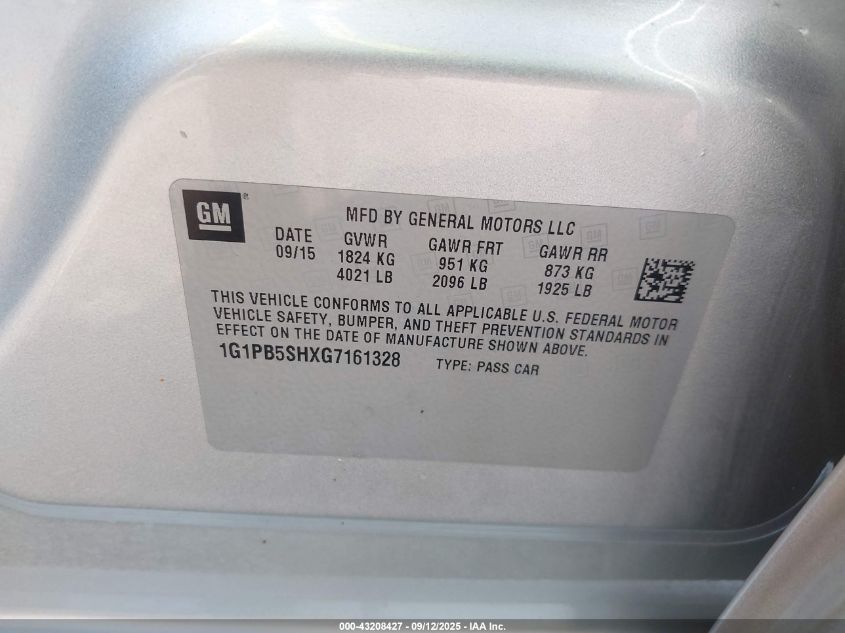 GM ®
MFD BY GENERAL MOTORS LLC
DATE GVWR GAWR FRT GAWR RR
09/15 1824 KG 951 KG 873 KG
4021 LB 2096 LB 1925 LB
THIS VEHICLE CONFORMS TO ALL APPLICABLE U.S. FEDERAL MOTOR
VEHICLE SAFETY, BUMPER, AND THEFT PREVENTION STANDARDS IN
EFFECT ON THE DATE OF MANUFACTURE SHOWN ABOVE.
1G1PB5SHXG7161328 TYPE: PASS CAR
000-43208427 - 09/12/2025 - IAA Inc.